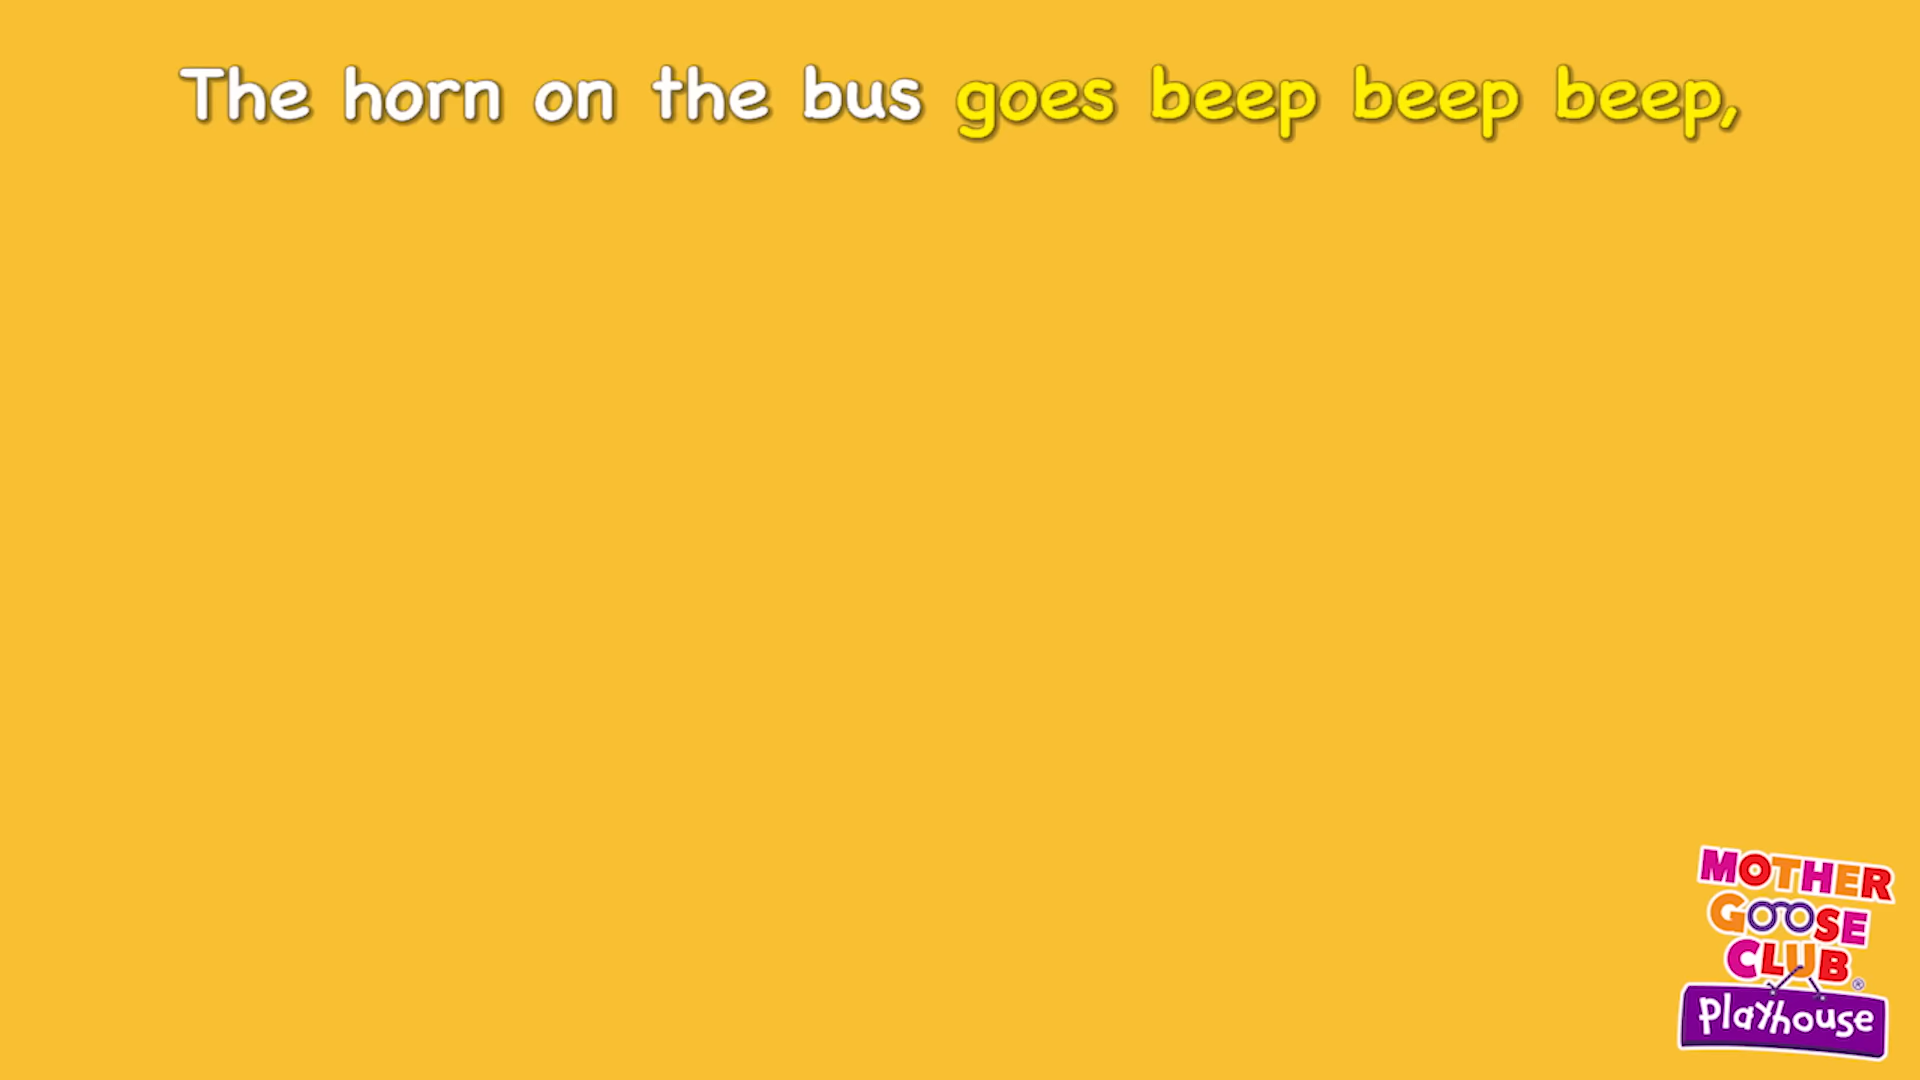 The horn on the bus goes beep beep beep,
MOTHER
GOOSE
CLUB®
Playhouse